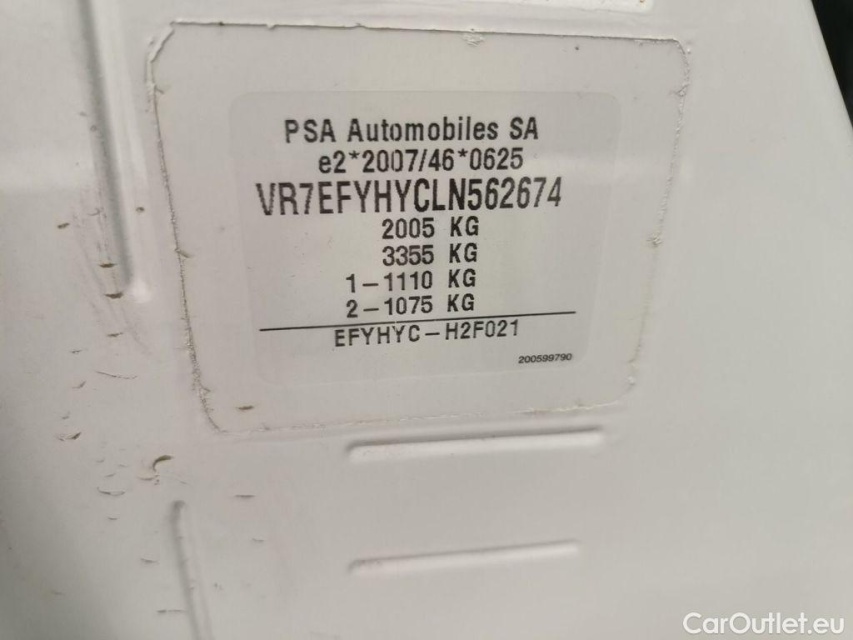 PSA Automobiles SA
e2*2007/46*0625
VR7EFYHYCLN562674
2005 KG
3355 KG
1-1110 KG
2-1075 KG
EFYHYC-H2F021
200599790
CarOutlet.eu